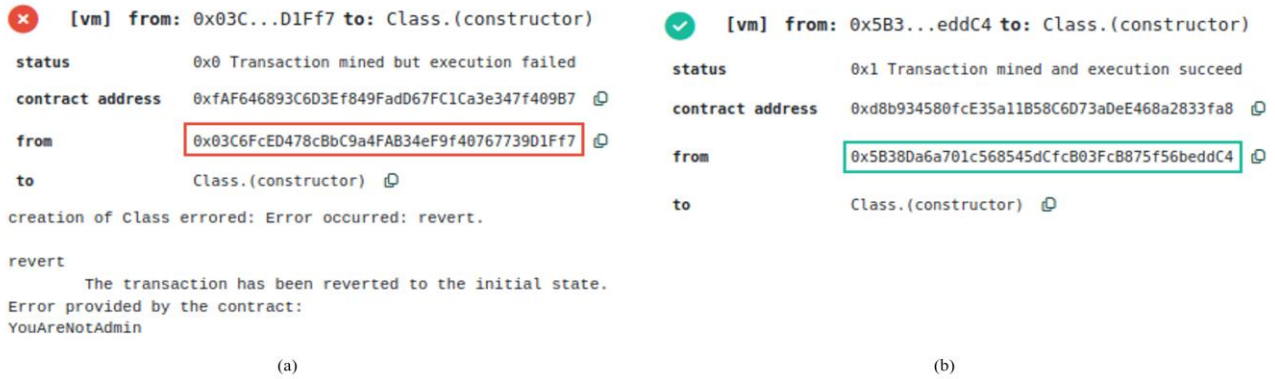 [vm] from: 0x03C...D1Ff7 to: Class.(constructor)
status 0x0 Transaction mined but execution failed
contract address 0xfAF646893C6D3Ef849FadD67FC1Ca3e347f409B7
from 0x03C6FcED478cBbC9a4FAB34eF9f40767739D1Ff7
to Class.(constructor)
creation of Class errored: Error occurred: revert.
revert
The transaction has been reverted to the initial state.
Error provided by the contract:
YouAreNotAdmin
(a)
[vm] from: 0x5B3...eddC4 to: Class.(constructor)
status 0x1 Transaction mined and execution succeed
contract address 0xd8b934580fcE35a11B58C6D73aDeE468a2833fa8
from 0x5B38Da6a701c568545dCfcB03FcB875f56beddC4
to Class.(constructor)
(b)